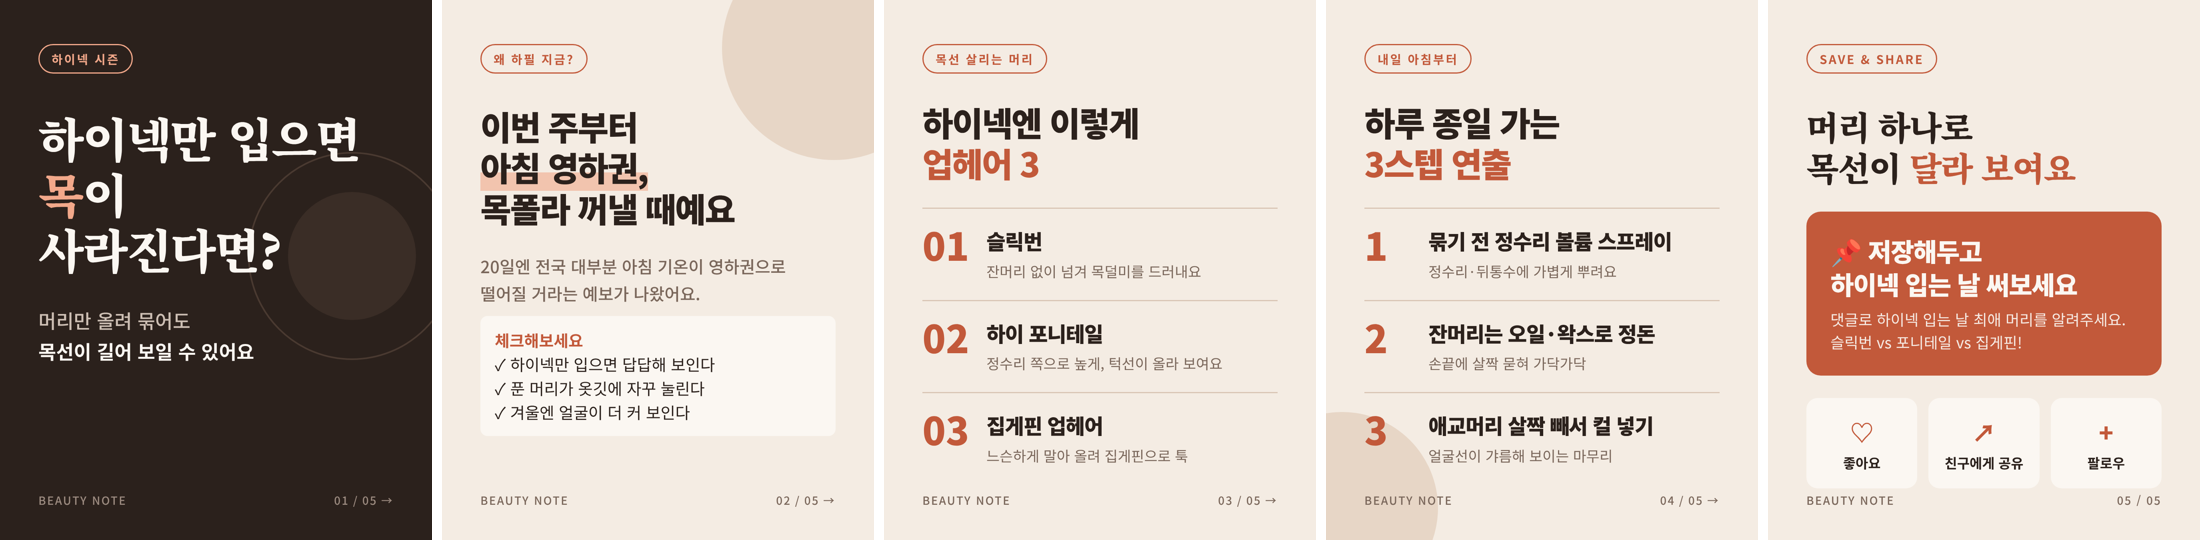 하이넥 시즌
하이넥만 입으면
목이
사라진다면?
머리만 올려 묶어도
목선이 길어 보일 수 있어요
BEAUTY NOTE
01 / 05 →
왜 하필 지금?
이번 주부터
아침 영하권,
목폴라 꺼낼 때예요
20일엔 전국 대부분 아침 기온이 영하권으로
떨어질 거라는 예보가 나왔어요.
체크해보세요
✓ 하이넥만 입으면 답답해 보인다
✓ 푼 머리가 옷깃에 자꾸 눌린다
✓ 겨울엔 얼굴이 더 커 보인다
BEAUTY NOTE
02 / 05 →
목선 살리는 머리
하이넥엔 이렇게
업헤어 3
01 슬릭번
잔머리 없이 넘겨 목덜미를 드러내요
02 하이 포니테일
정수리 쪽으로 높게, 턱선이 올라 보여요
03 집게핀 업헤어
느슨하게 말아 올려 집게핀으로 툭
BEAUTY NOTE
03 / 05 →
내일 아침부터
하루 종일 가는
3스텝 연출
1 묶기 전 정수리 볼륨 스프레이
정수리·뒤통수에 가볍게 뿌려요
2 잔머리는 오일·왁스로 정돈
손끝에 살짝 묻혀 가닥가닥
3 애교머리 살짝 빼서 컬 넣기
얼굴선이 갸름해 보이는 마무리
BEAUTY NOTE
04 / 05 →
SAVE & SHARE
머리 하나로
목선이 달라 보여요
📌 저장해두고
하이넥 입는 날 써보세요
댓글로 하이넥 입는 날 최애 머리를 알려주세요.
슬릭번 vs 포니테일 vs 집게핀!
♡
좋아요
↗
친구에게 공유
+
팔로우
BEAUTY NOTE
05 / 05